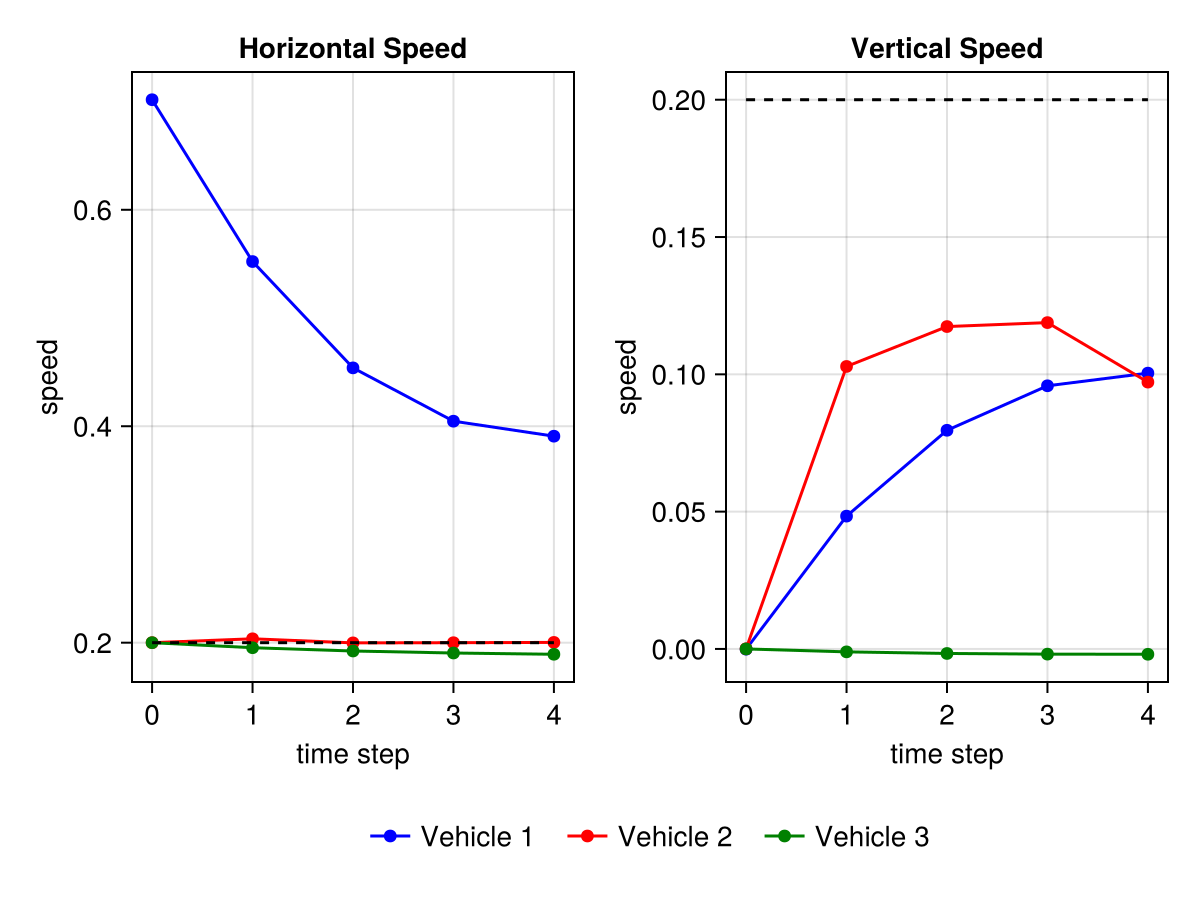 Horizontal Speed
0.6
0.4
0.2
speed
0 1 2 3 4
time step
Vertical Speed
0.20
0.15
0.10
0.05
0.00
speed
0 1 2 3 4
time step
Vehicle 1 Vehicle 2 Vehicle 3